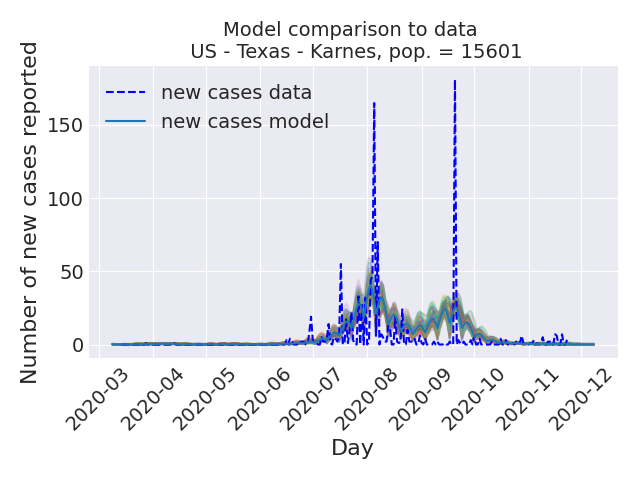 Model comparison to data
US - Texas - Karnes, pop. = 15601
Number of new cases reported
new cases data
new cases model
150
100
50
0
2020-03
2020-04
2020-05
2020-06
2020-07
2020-08
2020-09
2020-10
2020-11
2020-12
Day